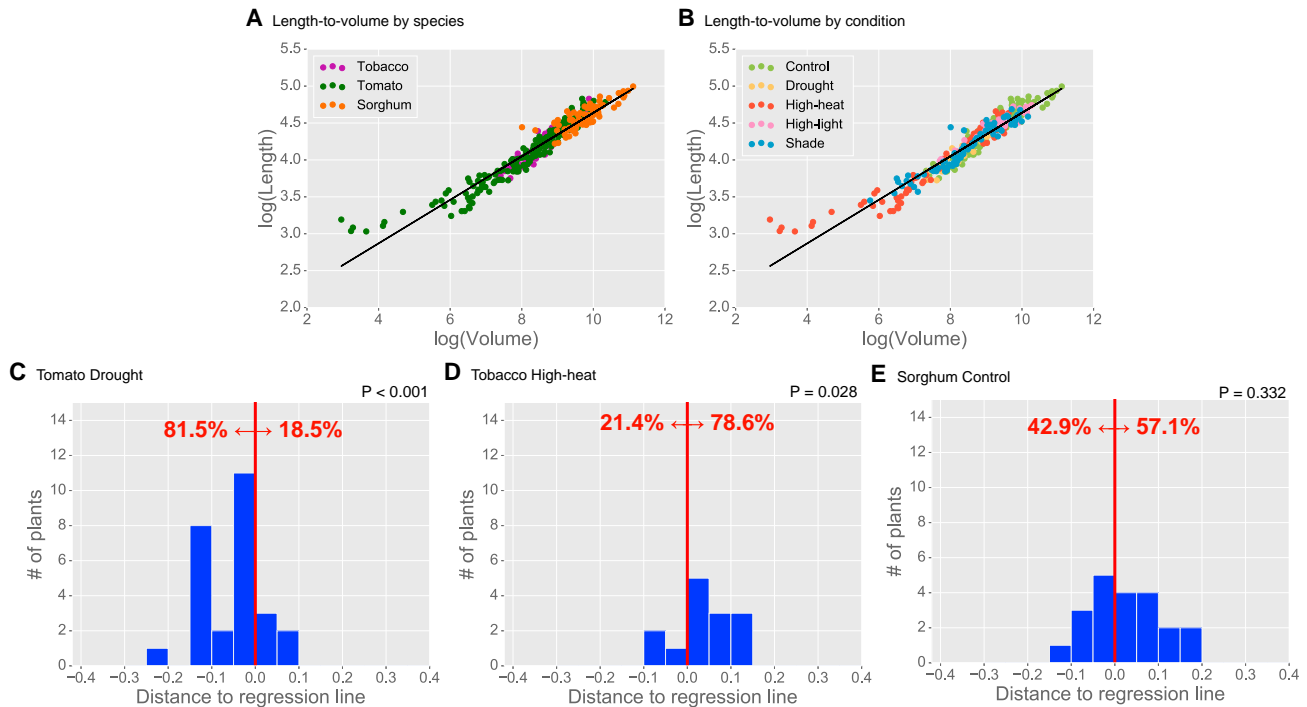 A Length-to-volume by species
5.5
5.0
4.5
4.0
3.5
3.0
2.5
2.0
log(Length)
Tobacco
Tomato
Sorghum
2 4 6 8 10 12
log(Volume)
B Length-to-volume by condition
5.5
5.0
4.5
4.0
3.5
3.0
2.5
2.0
log(Length)
Control
Drought
High-heat
High-light
Shade
2 4 6 8 10 12
log(Volume)
C Tomato Drought
P < 0.001
81.5% ↔ 18.5%
14
12
10
8
6
4
2
0
# of plants
−0.4 −0.3 −0.2 −0.1 0.0 0.1 0.2 0.3 0.4
Distance to regression line
D Tobacco High-heat
P = 0.028
21.4% ↔ 78.6%
14
12
10
8
6
4
2
0
# of plants
−0.4 −0.3 −0.2 −0.1 0.0 0.1 0.2 0.3 0.4
Distance to regression line
E Sorghum Control
P = 0.332
42.9% ↔ 57.1%
14
12
10
8
6
4
2
0
# of plants
−0.4 −0.3 −0.2 −0.1 0.0 0.1 0.2 0.3 0.4
Distance to regression line